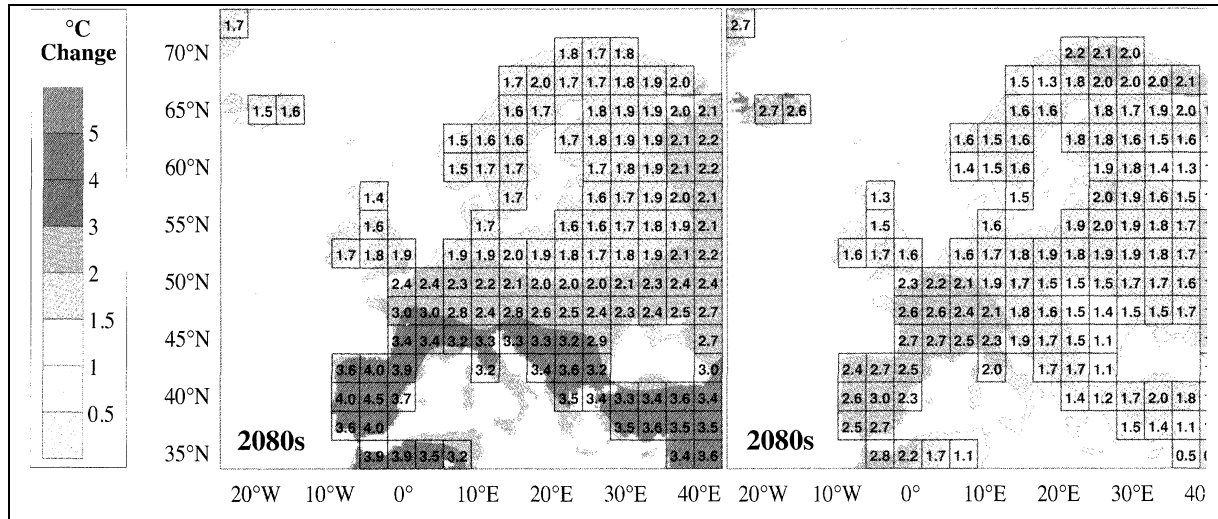 °C
Change
5
4
3
2
1.5
1
0.5
70°N
65°N
60°N
55°N
50°N
45°N
40°N
35°N
1.7
1.8 1.7 1.8
1.7 2.0 1.7 1.7 1.8 1.9 2.0
1.5 1.6 1.6 1.7 1.8 1.9 1.9 2.0 2.1
1.5 1.6 1.6 1.7 1.8 1.9 1.9 2.1 2.2
1.5 1.7 1.7 1.7 1.8 1.9 2.1 2.2
1.4 1.7 1.6 1.7 1.9 2.0 2.1
1.6 1.7 1.6 1.6 1.7 1.8 1.9 2.1
1.7 1.8 1.9 1.9 1.9 2.0 1.9 1.8 1.7 1.8 1.9 2.1 2.2
2.4 2.4 2.3 2.2 2.1 2.0 2.0 2.0 2.1 2.3 2.4 2.4
3.0 3.0 2.8 2.4 2.8 2.6 2.5 2.4 2.3 2.4 2.5 2.7
3.4 3.4 3.2 3.3 3.3 3.3 3.2 2.9 2.7
3.6 4.0 3.9 3.2 3.4 3.6 3.2 3.0
4.0 4.5 3.7 3.5 3.4 3.3 3.4 3.6 3.4
3.6 4.0 3.5 3.6 3.5 3.5
3.9 3.9 3.5 3.2 3.4 3.6
2080s
20°W 10°W 0° 10°E 20°E 30°E 40°E
2.7
2.2 2.1 2.0
1.5 1.3 1.8 2.0 2.0 2.0 2.1
2.7 2.6 1.6 1.6 1.8 1.7 1.9 2.0
1.6 1.5 1.6 1.8 1.8 1.6 1.5 1.6
1.4 1.5 1.6 1.9 1.8 1.4 1.3
1.3 1.5 2.0 1.9 1.6 1.5
1.5 1.6 1.9 2.0 1.8 1.8 1.7
1.6 1.7 1.6 1.6 1.7 1.8 1.9 1.8 1.9 1.9 1.8 1.7
2.3 2.2 2.1 1.9 1.7 1.5 1.5 1.5 1.7 1.7 1.6
2.6 2.6 2.4 2.1 1.8 1.6 1.5 1.4 1.5 1.5 1.7
2.7 2.7 2.5 2.3 1.9 1.7 1.5 1.1
2.4 2.7 2.5 2.0 1.7 1.7 1.1
2.6 3.0 2.3 1.4 1.2 1.7 2.0 1.8
2.5 2.7 1.5 1.4 1.1
2.8 2.2 1.7 1.1 0.5
2080s
20°W 10°W 0° 10°E 20°E 30°E 40